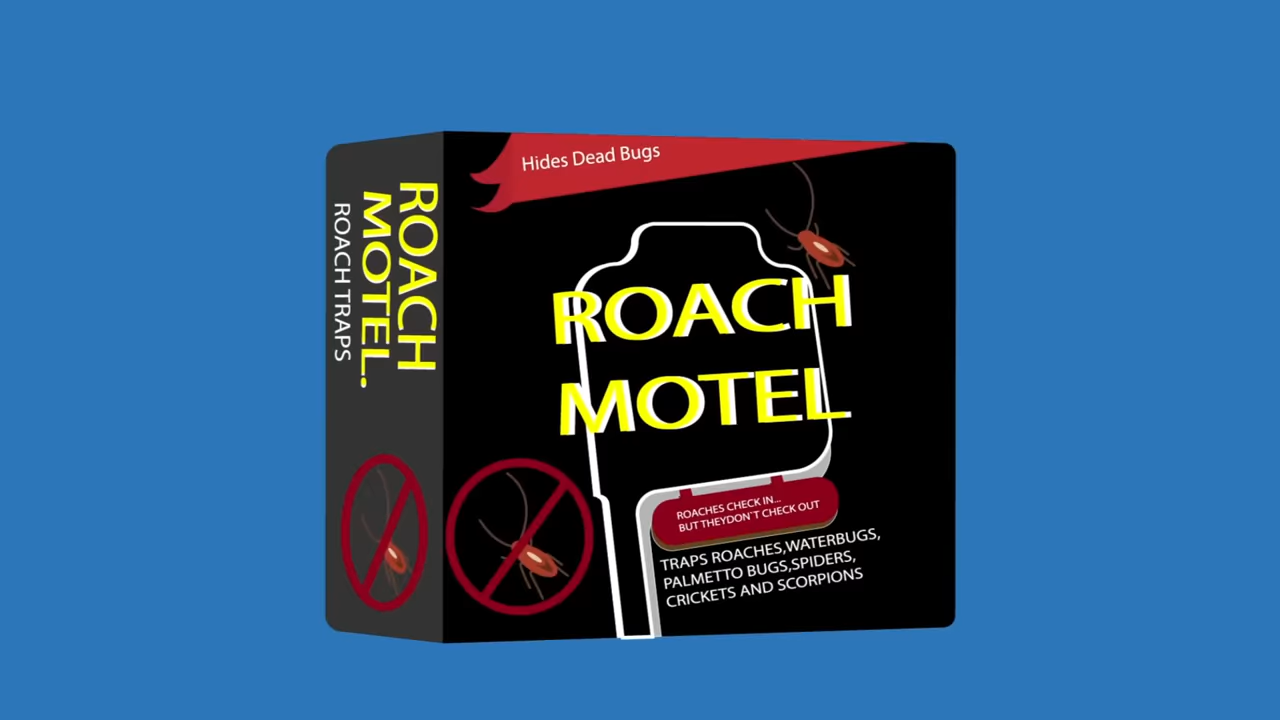 Hides Dead Bugs
ROACH
MOTEL
ROACHES CHECK IN...
BUT THEYDON`T CHECK OUT
TRAPS ROACHES,WATERBUGS,
PALMETTO BUGS,SPIDERS,
CRICKETS AND SCORPIONS
ROACH
MOTEL.
ROACH TRAPS